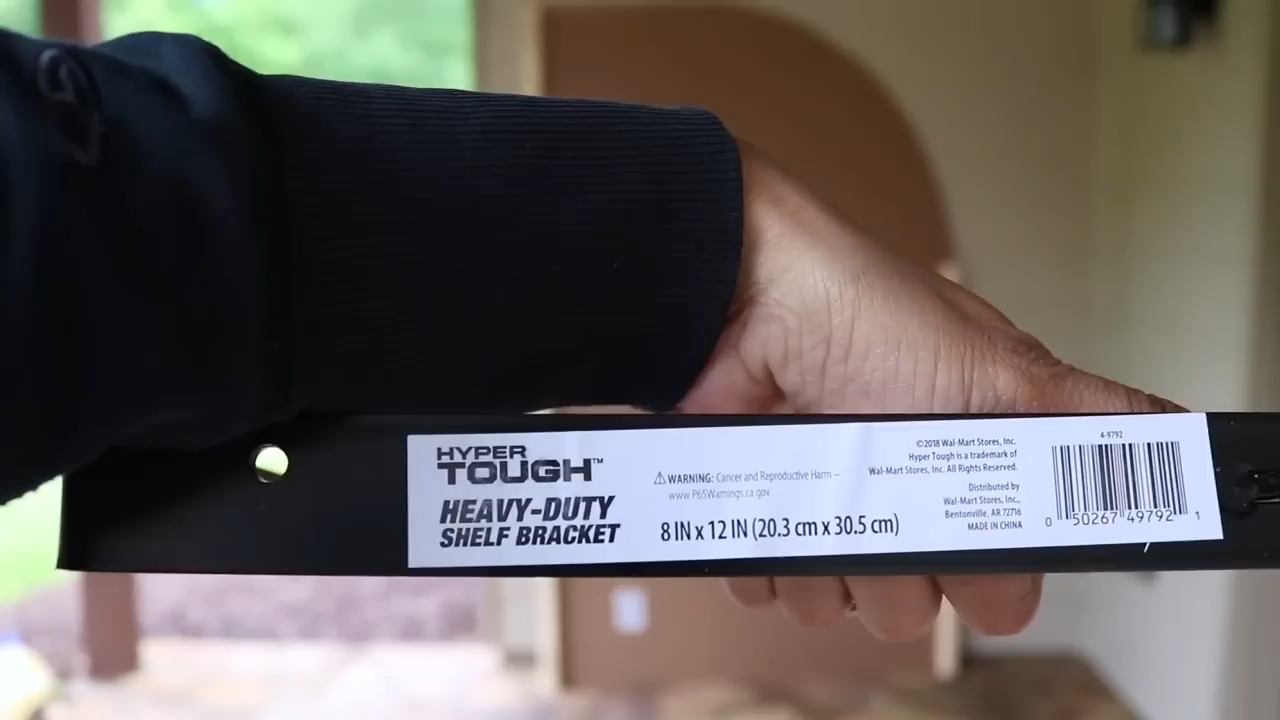 HYPER
TOUGH™
HEAVY-DUTY
SHELF BRACKET
⚠WARNING: Cancer and Reproductive Harm –
www.P65Warnings.ca.gov
8 IN x 12 IN (20.3 cm x 30.5 cm)
©2018 Wal-Mart Stores, Inc.
Hyper Tough is a trademark of
Wal-Mart Stores, Inc. All Rights Reserved.
Distributed by
Wal-Mart Stores, Inc.,
Bentonville, AR 72716
MADE IN CHINA
4-9792
0 50267 49792 1